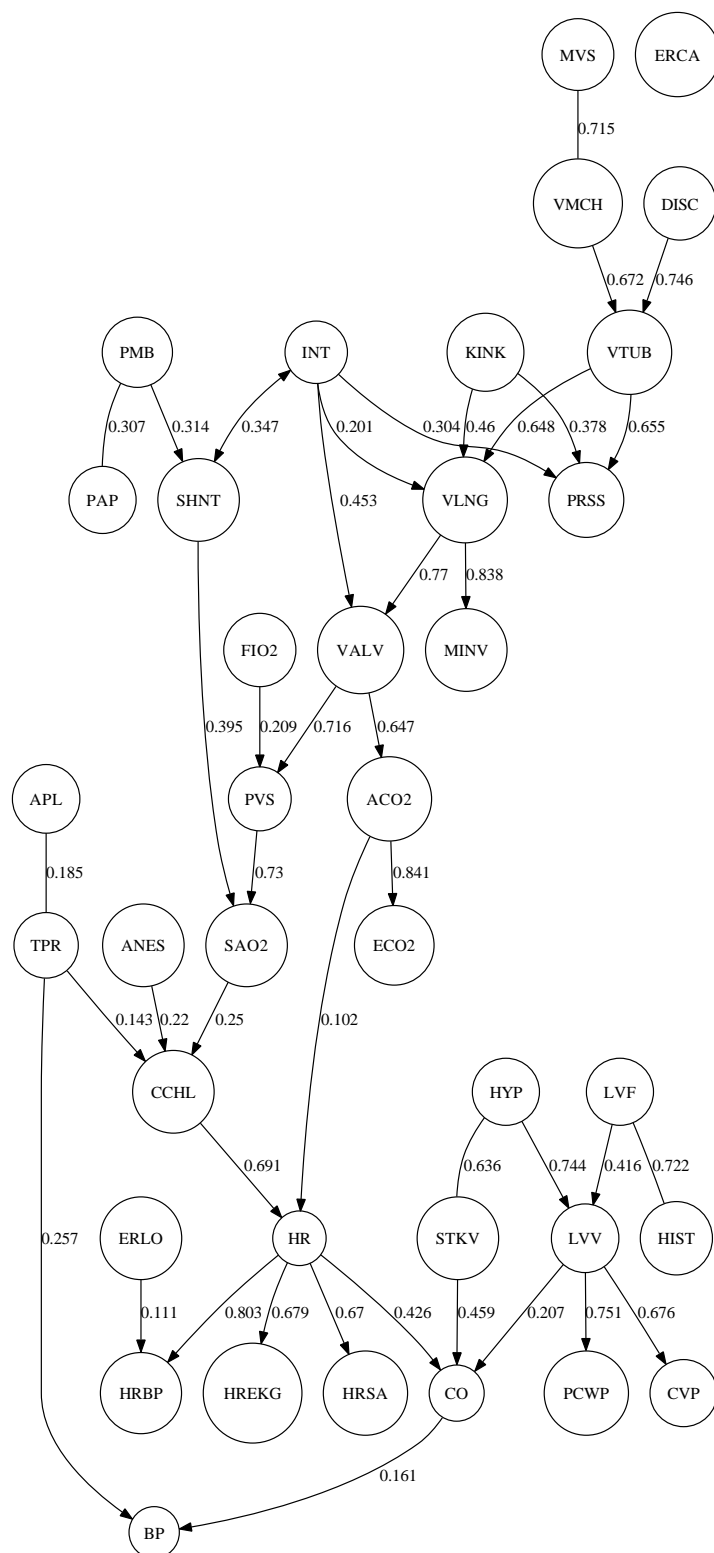 MVS
ERCA
0.715
VMCH
DISC
0.672
0.746
PMB
INT
KINK
VTUB
0.307
0.314
0.347
0.201
0.304
0.46
0.648
0.378
0.655
PAP
SHNT
0.453
VLNG
PRSS
0.77
0.838
FIO2
VALV
MINV
0.395
0.209
0.716
0.647
APL
PVS
ACO2
0.185
0.73
0.841
TPR
ANES
SAO2
ECO2
0.143
0.22
0.25
0.102
CCHL
HYP
LVF
0.691
0.636
0.744
0.416
0.722
0.257
ERLO
HR
STKV
LVV
HIST
0.111
0.803
0.679
0.67
0.426
0.459
0.207
0.751
0.676
HRBP
HREKG
HRSA
CO
PCWP
CVP
0.161
BP